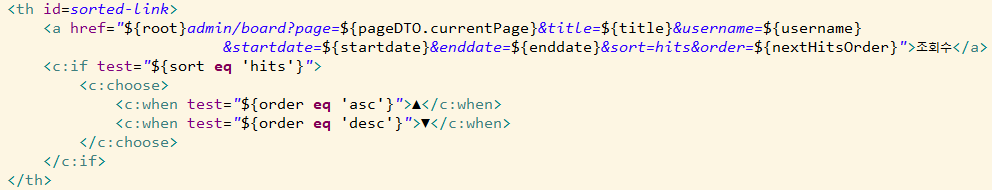 <th id=sorted-link>
<a href="${root}admin/board?page=${pageDTO.currentPage}&title=${title}&username=${username}
&startdate=${startdate}&enddate=${enddate}&sort=hits&order=${nextHitsOrder}">조회수</a>
<c:if test="${sort eq 'hits'}">
<c:choose>
<c:when test="${order eq 'asc'}">▲</c:when>
<c:when test="${order eq 'desc'}">▼</c:when>
</c:choose>
</c:if>
</th>